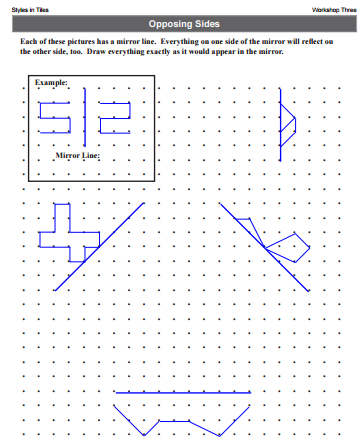 Styles in Tiles
Workshop Three
Opposing Sides
Each of these pictures has a mirror line. Everything on one side of the mirror will reflect on
the other side, too. Draw everything exactly as it would appear in the mirror.
Example:
Mirror Line: